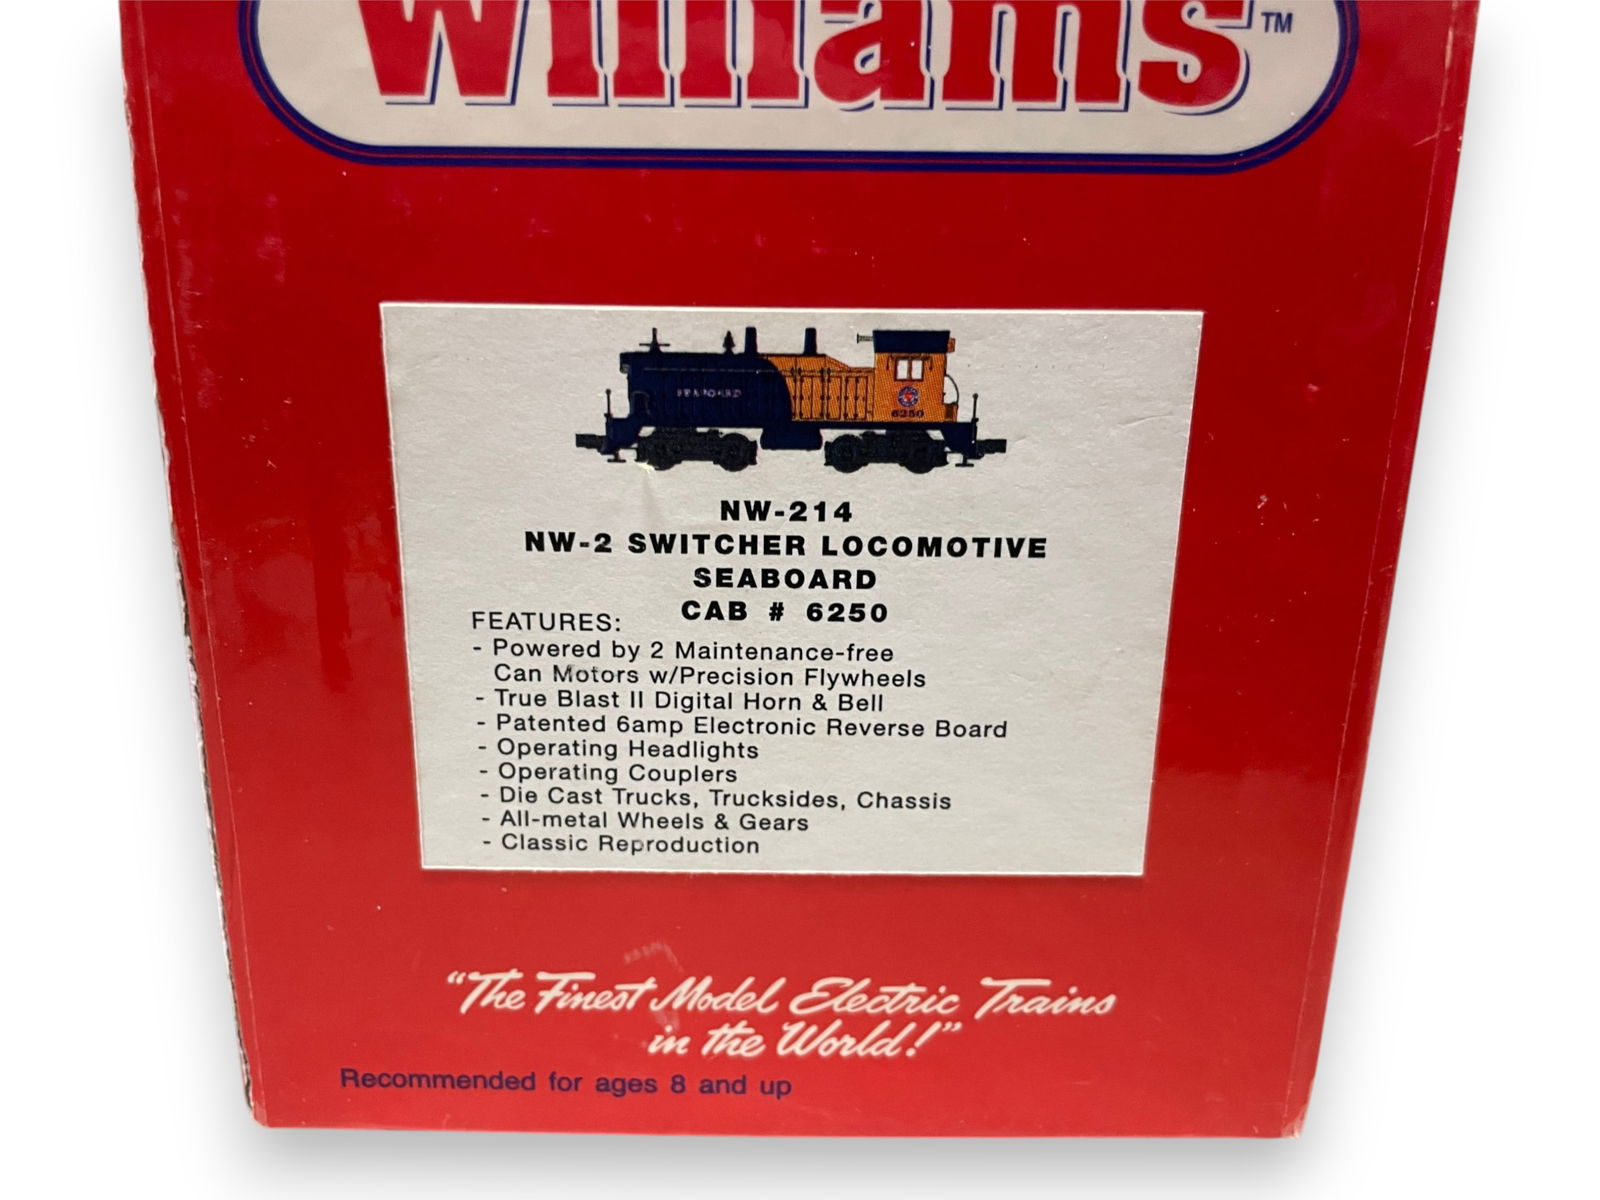 Williams™
SEABOARD
6250
NW-214
NW-2 SWITCHER LOCOMOTIVE
SEABOARD
CAB # 6250
FEATURES:
- Powered by 2 Maintenance-free
Can Motors w/Precision Flywheels
- True Blast II Digital Horn & Bell
- Patented 6amp Electronic Reverse Board
- Operating Headlights
- Operating Couplers
- Die Cast Trucks, Trucksides, Chassis
- All-metal Wheels & Gears
- Classic Reproduction
"The Finest Model Electric Trains
in the World!"
Recommended for ages 8 and up